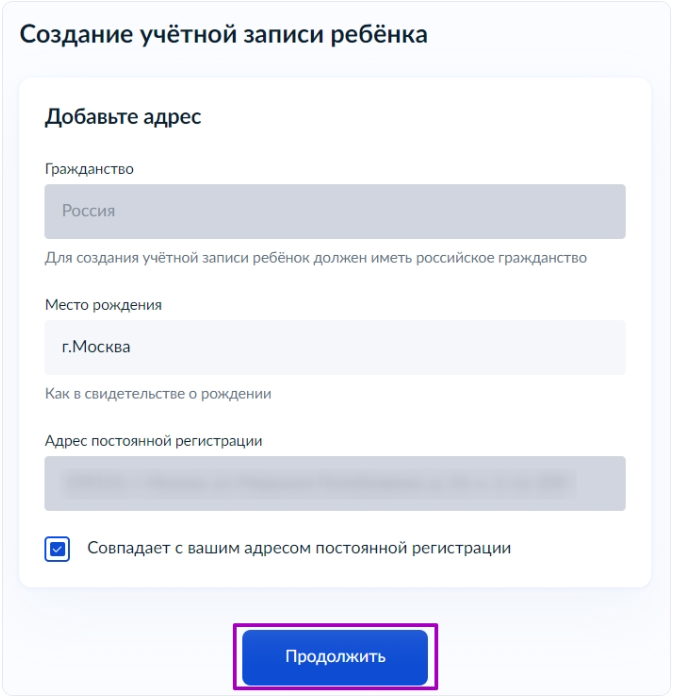 Создание учётной записи ребёнка
Добавьте адрес
Гражданство
Россия
Для создания учётной записи ребёнок должен иметь российское гражданство
Место рождения
г.Москва
Как в свидетельстве о рождении
Адрес постоянной регистрации
Совпадает с вашим адресом постоянной регистрации
Продолжить